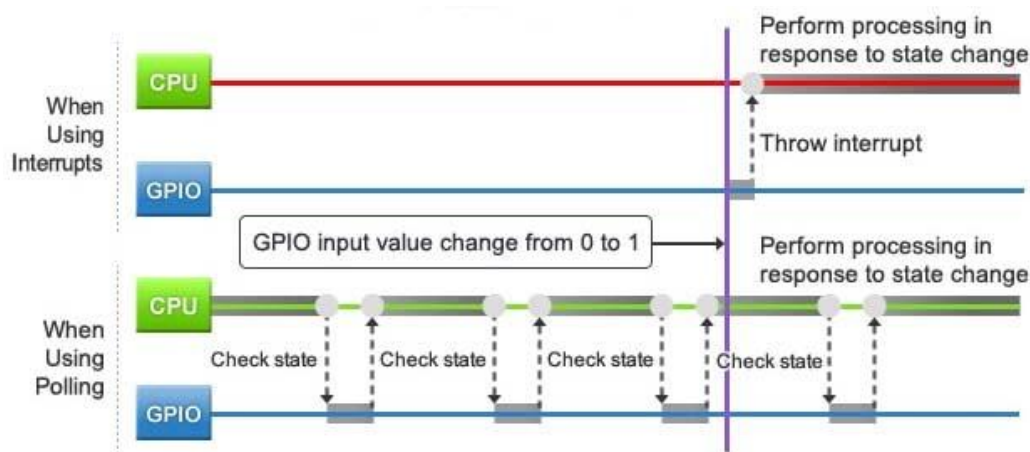 Perform processing in
response to state change
CPU
When
Using
Interrupts
Throw interrupt
GPIO
GPIO input value change from 0 to 1
Perform processing in
response to state change
CPU
When
Using
Polling
Check state
Check state
Check state
Check state
GPIO